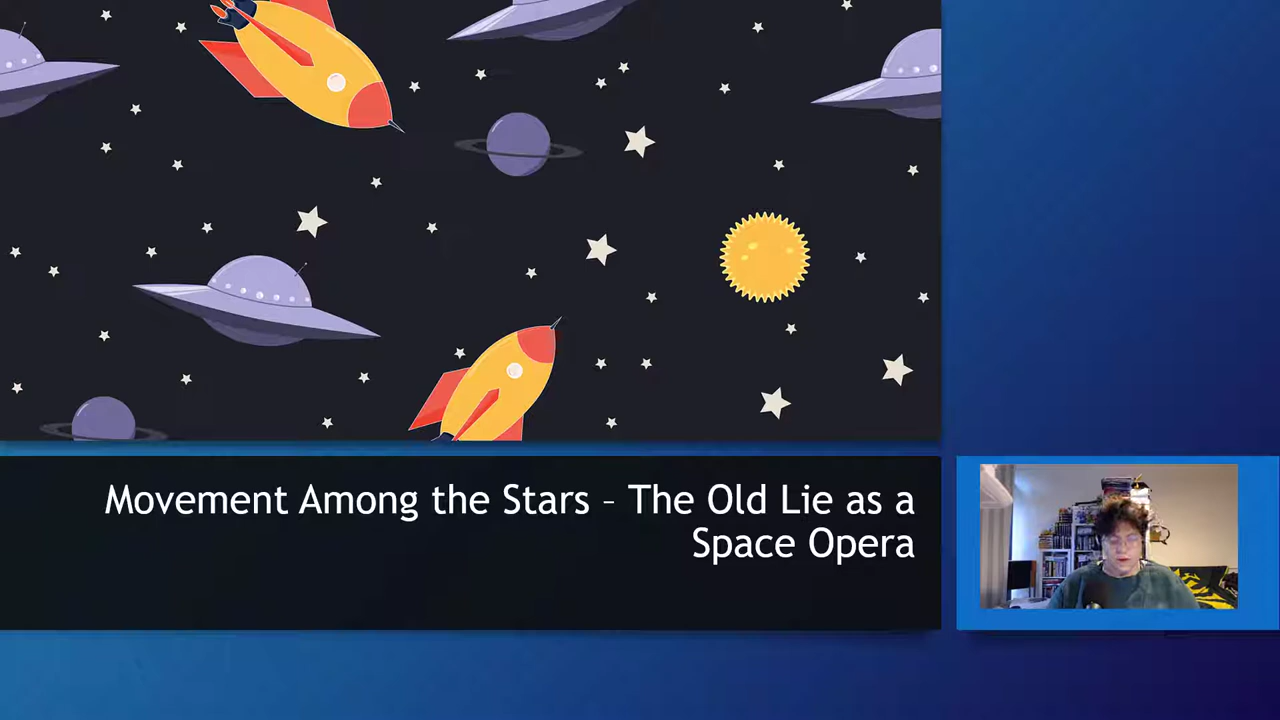 Movement Among the Stars – The Old Lie as a
Space Opera